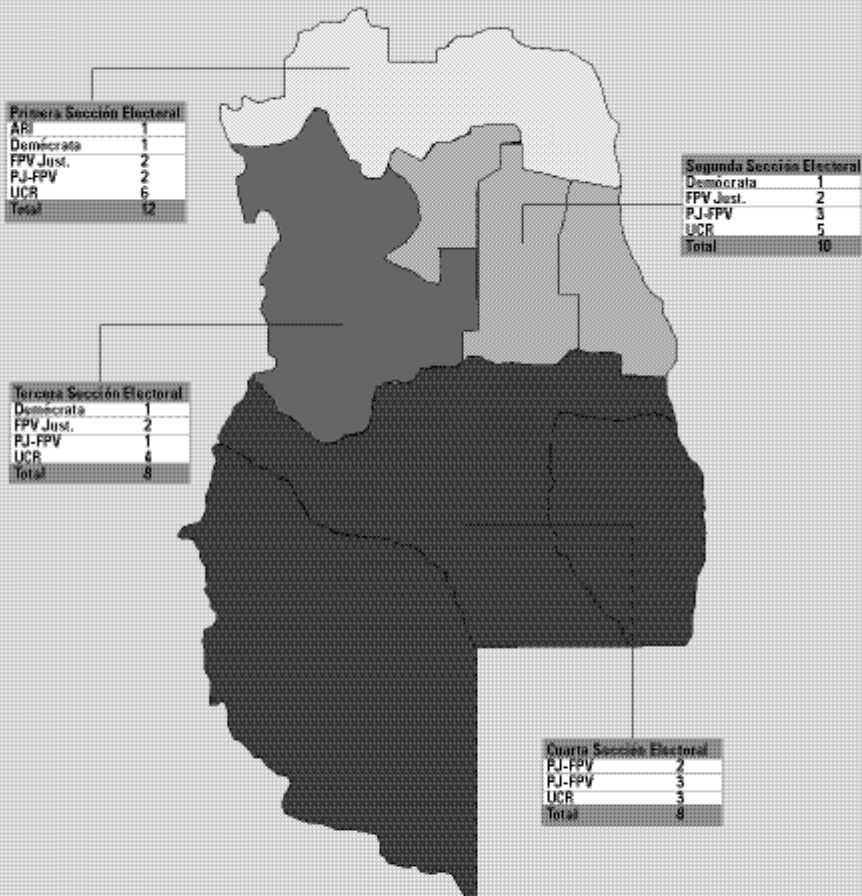 Primera Sección Electoral
ARI 1
Demócrata 1
FPV Just. 2
PJ-FPV 2
UCR 6
Total 12
Segunda Sección Electoral
Demócrata 1
FPV Just. 2
PJ-FPV 3
UCR 5
Total 10
Tercera Sección Electoral
Demócrata 1
FPV Just. 2
PJ-FPV 1
UCR 4
Total 8
Cuarta Sección Electoral
PJ-FPV 2
PJ-FPV 3
UCR 3
Total 8